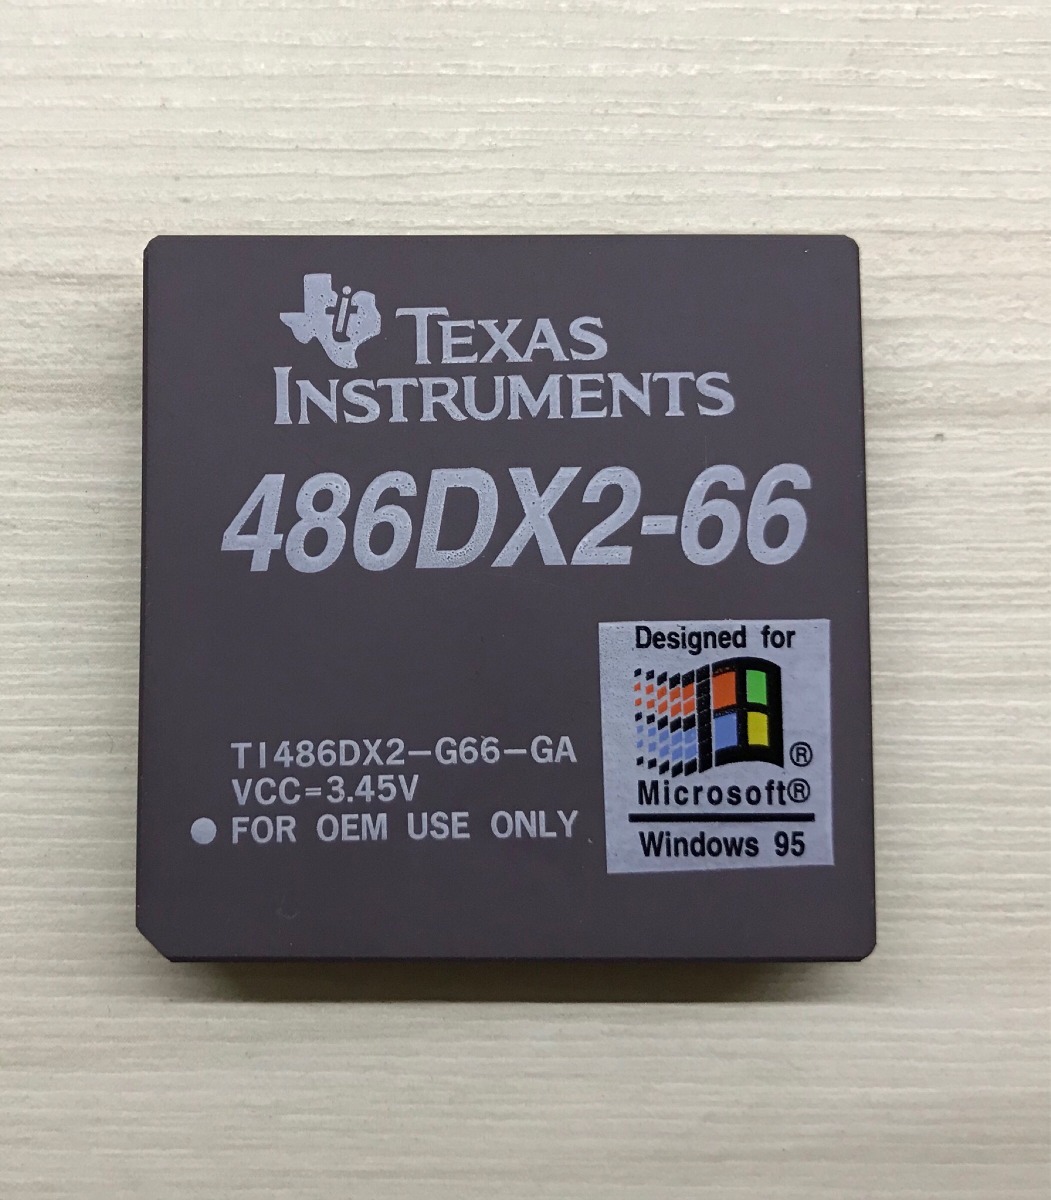 i
TEXAS
INSTRUMENTS
486DX2-66
TI486DX2-G66-GA
VCC=3.45V
FOR OEM USE ONLY
Designed for
®
Microsoft®
Windows 95